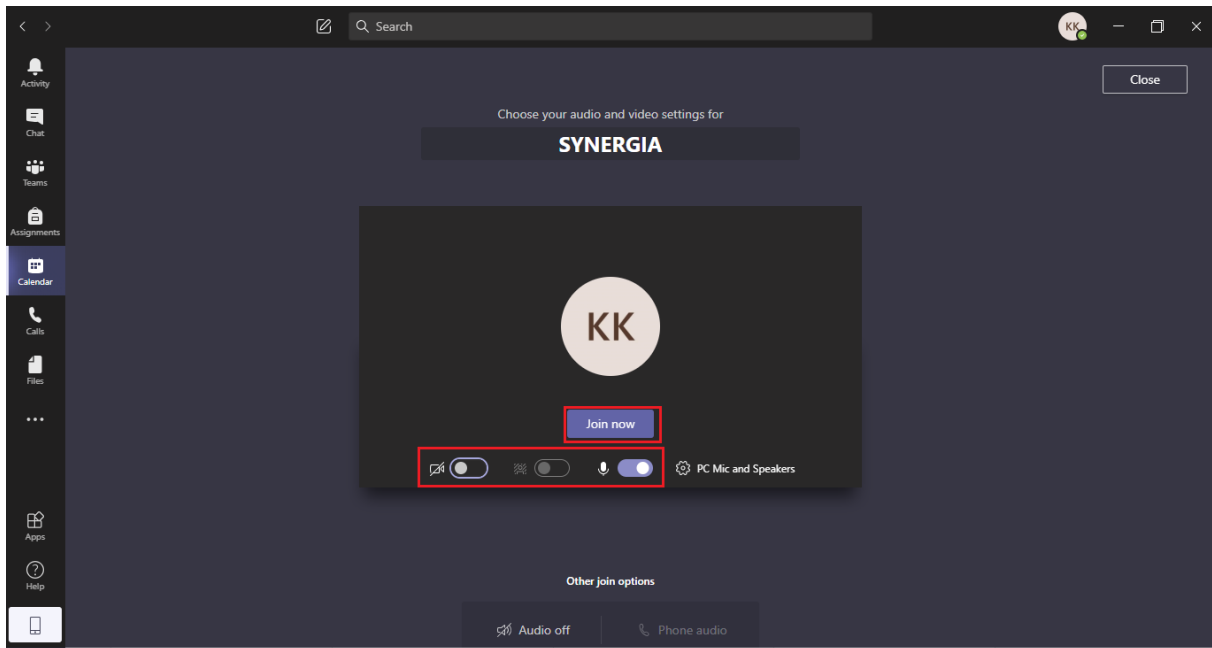 Search
KK
Activity
Chat
Teams
Assignments
Calendar
Calls
Files
Apps
Help
Close
Choose your audio and video settings for
SYNERGIA
KK
Join now
PC Mic and Speakers
Other join options
Audio off
Phone audio